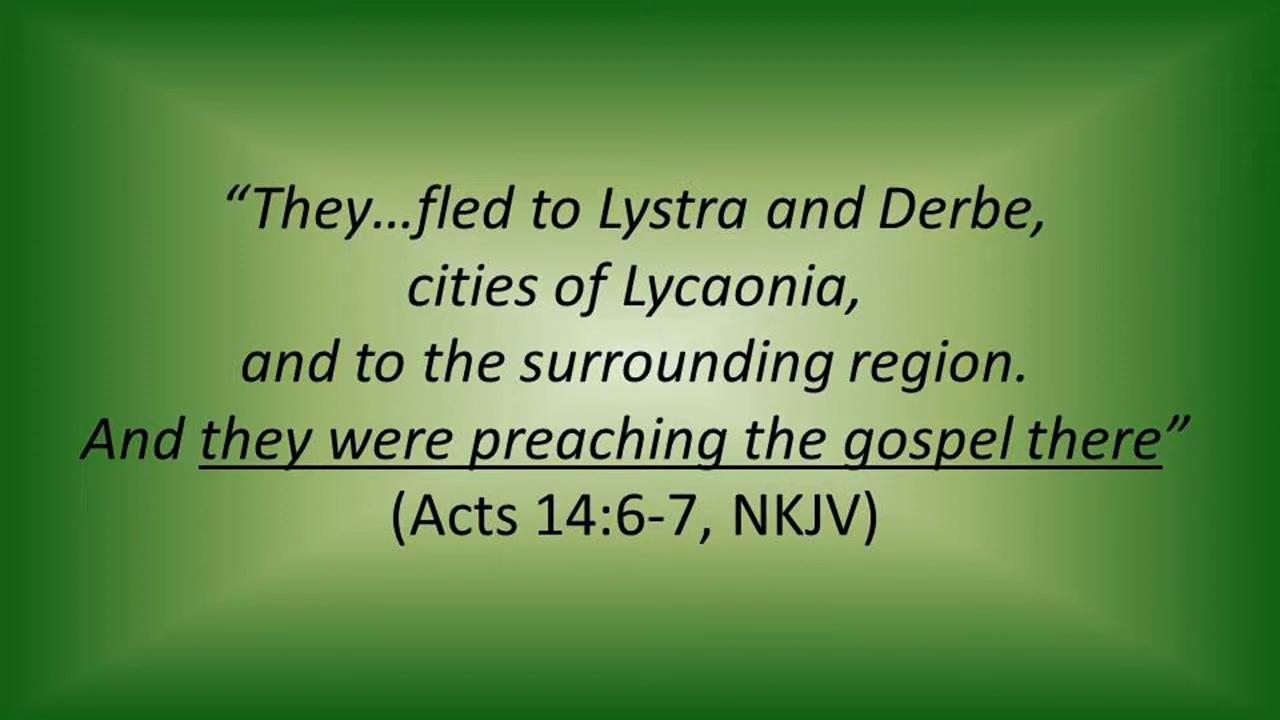 “They...fled to Lystra and Derbe,
cities of Lycaonia,
and to the surrounding region.
And they were preaching the gospel there”
(Acts 14:6-7, NKJV)